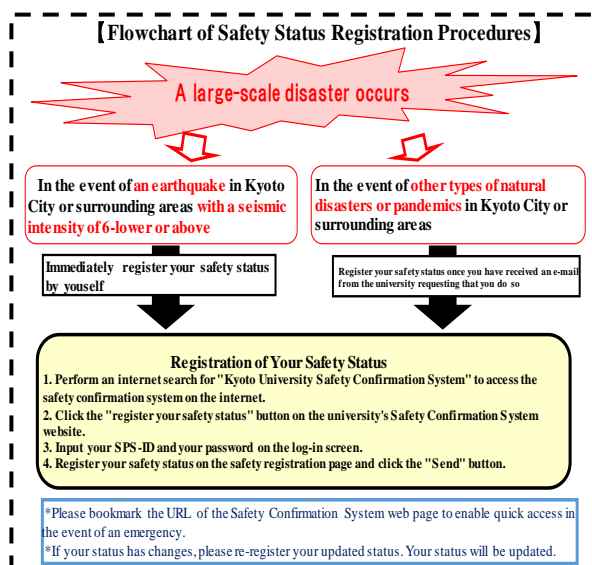 【Flowchart of Safety Status Registration Procedures】
A large-scale disaster occurs
In the event of an earthquake in Kyoto
City or surrounding areas with a seismic
intensity of 6-lower or above
In the event of other types of natural
disasters or pandemics in Kyoto City or
surrounding areas
Immediately register your safety status
by youself
Register your safety status once you have received an e-mail
from the university requesting that you do so
Registration of Your Safety Status
1. Perform an internet search for "Kyoto University Safety Confirmation System" to access the
safety confirmation system on the internet.
2. Click the "register your safety status" button on the university's Safety Confirmation System
website.
3. Input your SPS-ID and your password on the log-in screen.
4. Register your safety status on the safety registration page and click the "Send" button.
*Please bookmark the URL of the Safety Confirmation System web page to enable quick access in
the event of an emergency.
*If your status has changes, please re-register your updated status. Your status will be updated.